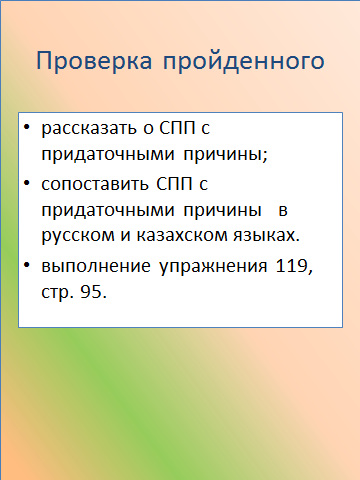 Проверка пройденного
• рассказать о СПП с
придаточными причины;
• сопоставить СПП с
придаточными причины в
русском и казахском языках.
• выполнение упражнения 119,
стр. 95.